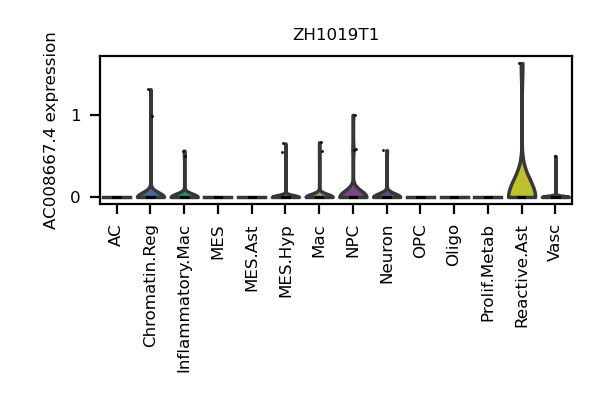 ZH1019T1
AC008667.4 expression
1
0
AC
Chromatin.Reg
Inflammatory.Mac
MES
MES.Ast
MES.Hyp
Mac
NPC
Neuron
OPC
Oligo
Prolif.Metab
Reactive.Ast
Vasc